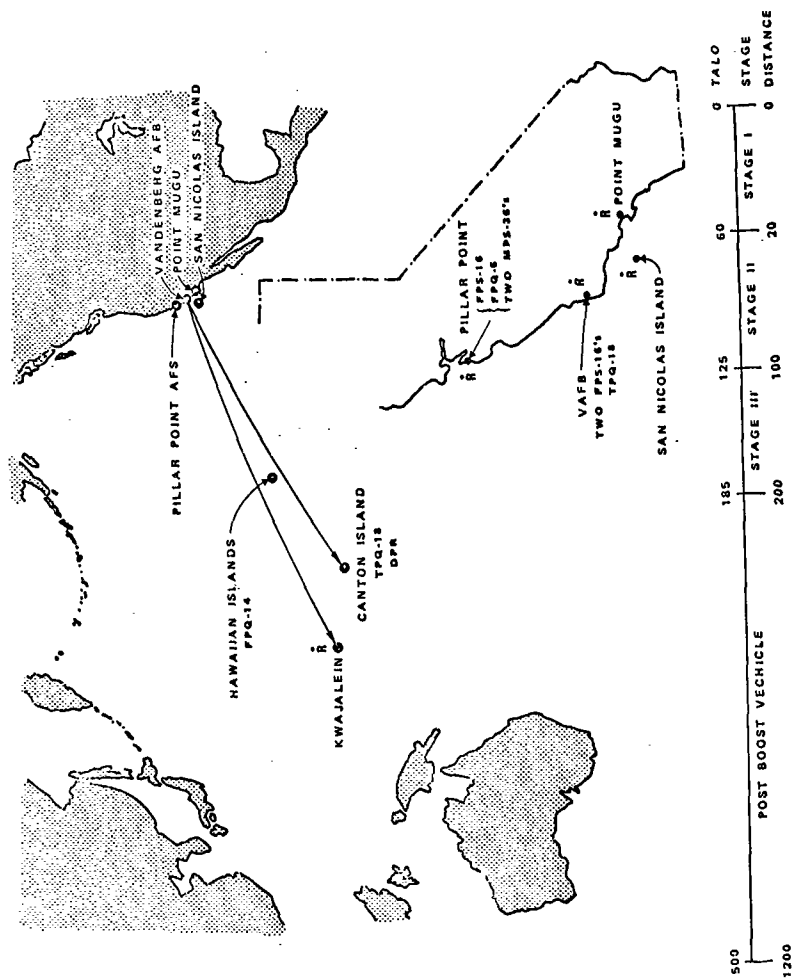 VANDENBERG AFB
POINT MUGU
SAN NICOLAS ISLAND
PILLAR POINT AFS
HAWAIIAN ISLANDS
FPQ-14
CANTON ISLAND
TPQ-18
DPR
Ṙ
KWAJALEIN
PILLAR POINT
FPS-16
FPQ-6
TWO MPS-36's
Ṙ
Ṙ
VAFB
TWO FPS-16's
TPQ-18
Ṙ
SAN NICOLAS ISLAND
Ṙ
POINT MUGU
500 185 125 60 0 TALO
POST BOOST VECHICLE STAGE III STAGE II STAGE I STAGE
1200 200 100 20 0 DISTANCE